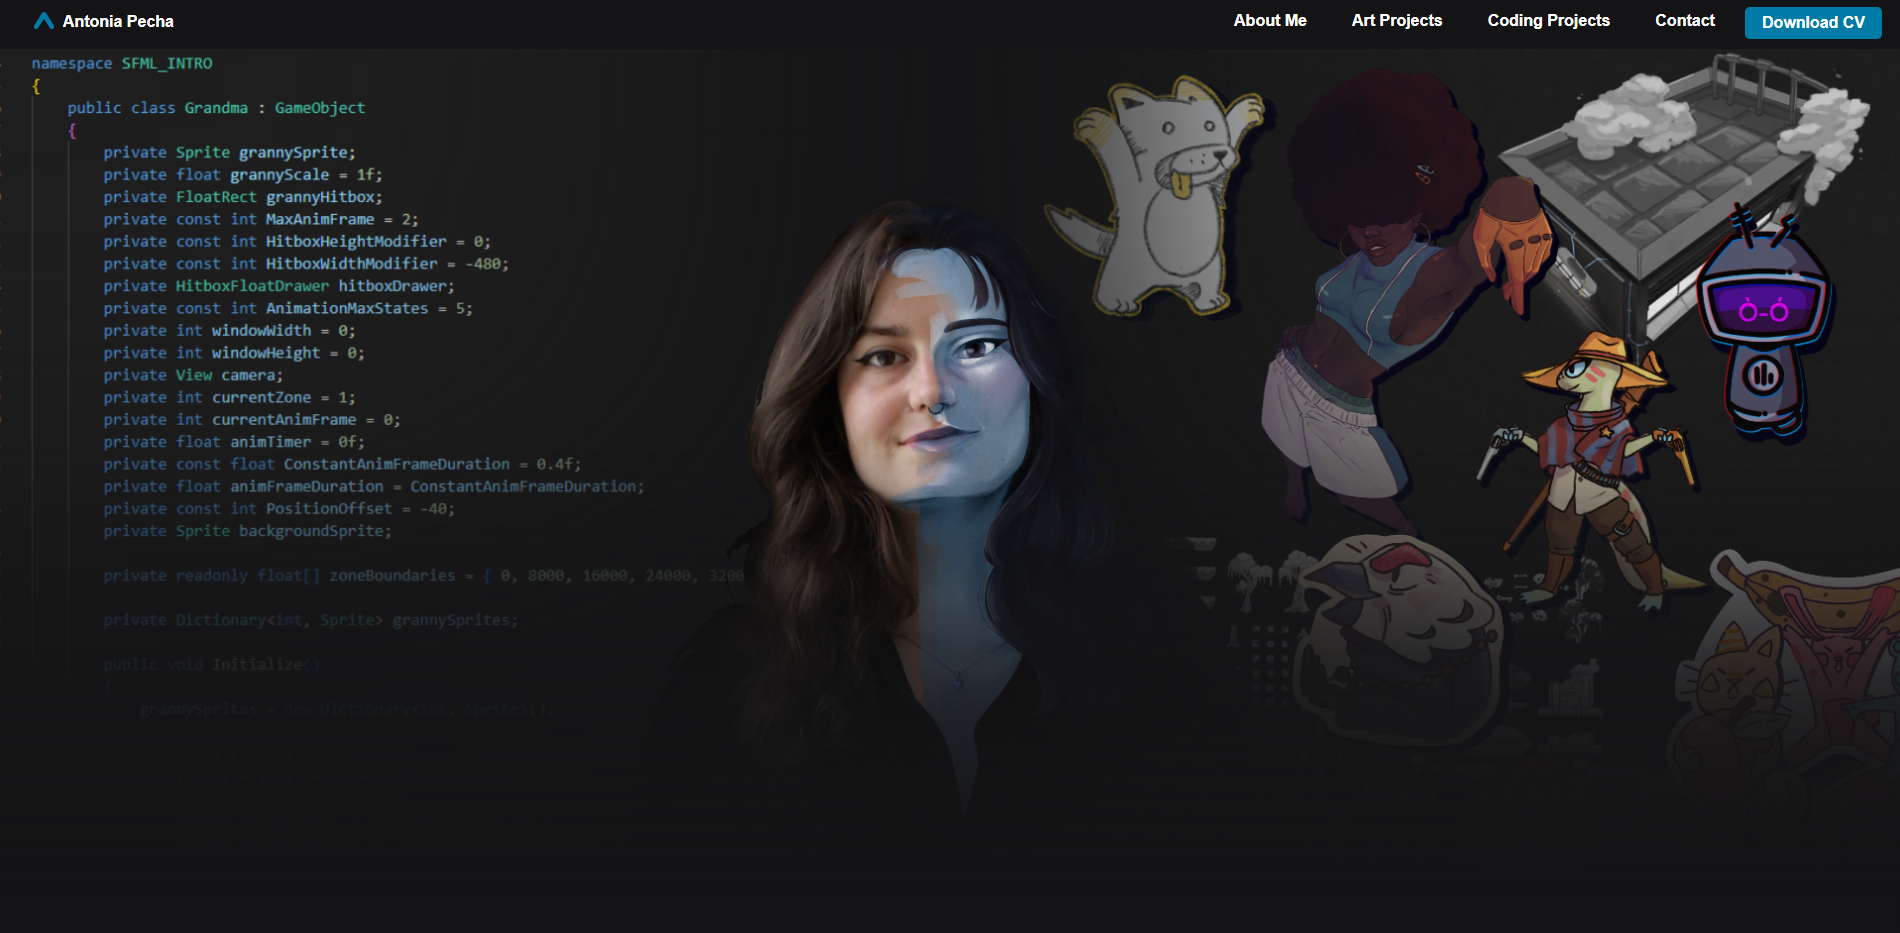 Antonia Pecha
About Me
Art Projects
Coding Projects
Contact
Download CV
namespace SFML_INTRO
{
public class Grandma : GameObject
{
private Sprite grannySprite;
private float grannyScale = 1f;
private FloatRect grannyHitbox;
private const int MaxAnimFrame = 2;
private const int HitboxHeightModifier = 0;
private const int HitboxWidthModifier = -480;
private HitboxFloatDrawer hitboxDrawer;
private const int AnimationMaxStates = 5;
private int windowWidth = 0;
private int windowHeight = 0;
private View camera;
private int currentZone = 1;
private int currentAnimFrame = 0;
private float animTimer = 0f;
private const float ConstantAnimFrameDuration = 0.4f;
private float animFrameDuration = ConstantAnimFrameDuration;
private const int PositionOffset = -40;
private Sprite backgroundSprite;
private readonly float[] zoneBoundaries = { 0, 8000, 16000, 24000, 3200
private Dictionary<int, Sprite> grannySprites;
public void Initialize()
{
grannySprites = new Dictionary<int, Sprite>();